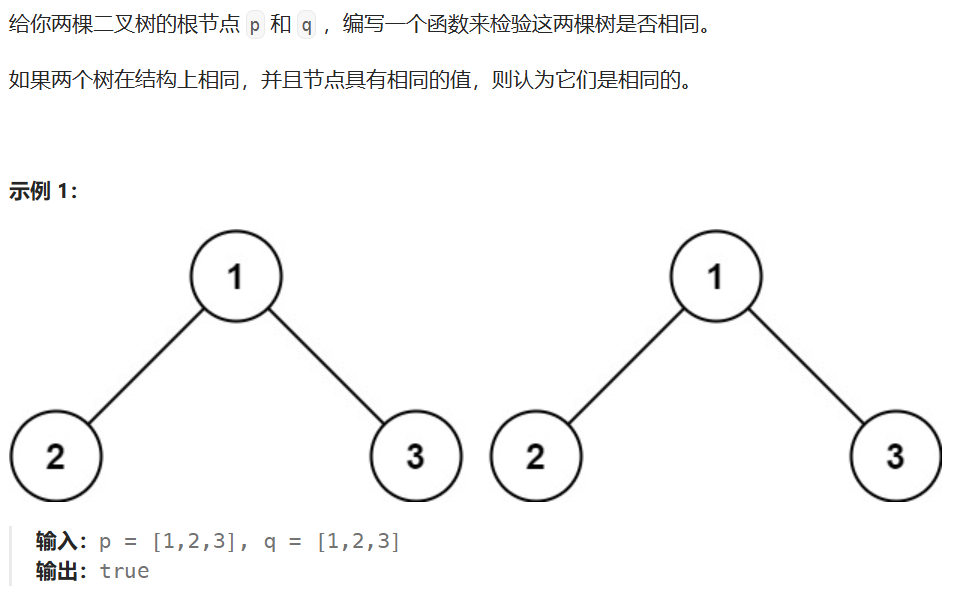 给你两棵二叉树的根节点 p 和 q ，编写一个函数来检验这两棵树是否相同。
如果两个树在结构上相同，并且节点具有相同的值，则认为它们是相同的。
示例 1：
1 1
2 3 2 3
输入：p = [1,2,3], q = [1,2,3]
输出：true